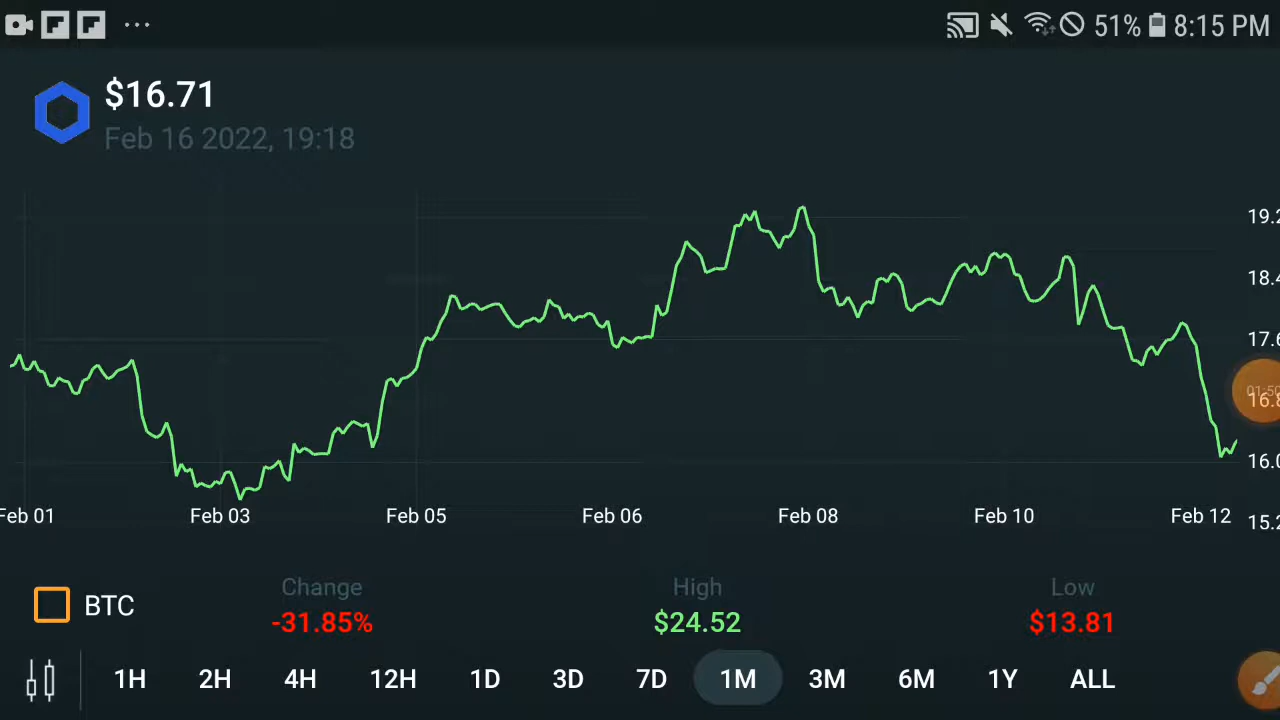 51% 8:15 PM
$16.71
Feb 16 2022, 19:18
19.2
18.4
17.6
01:50
16.8
16.0
15.2
Feb 01 Feb 03 Feb 05 Feb 06 Feb 08 Feb 10 Feb 12
BTC
Change High Low
-31.85% $24.52 $13.81
1H 2H 4H 12H 1D 3D 7D 1M 3M 6M 1Y ALL